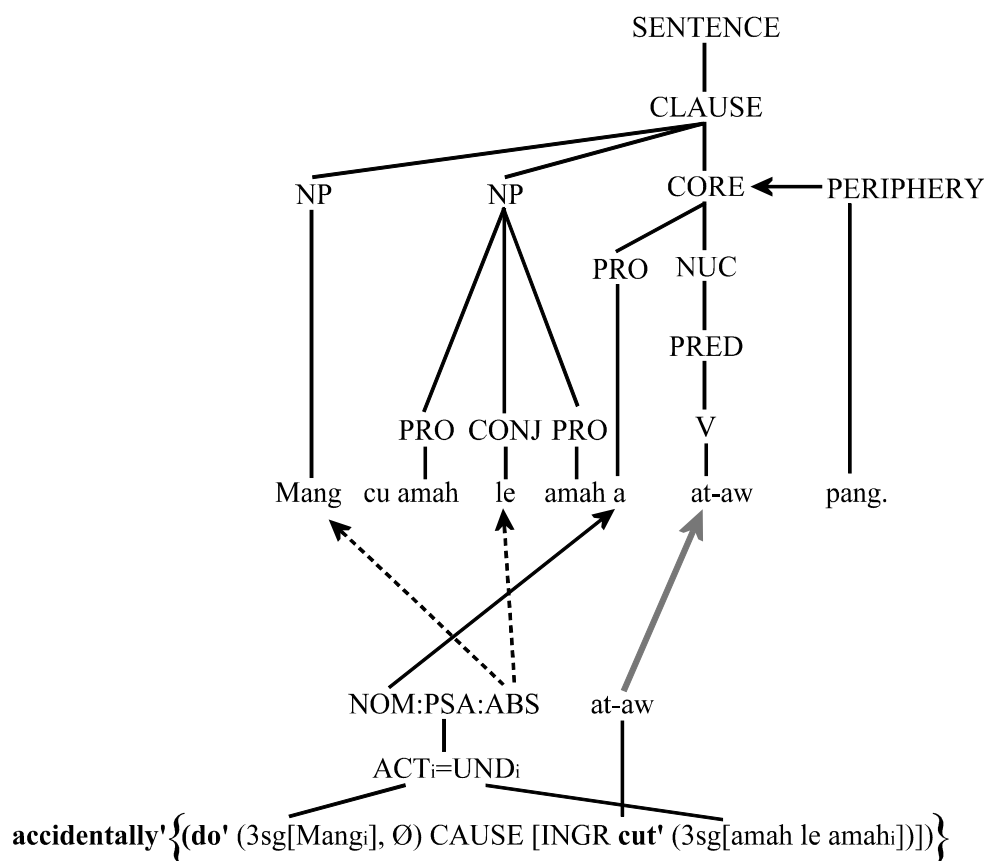 SENTENCE
CLAUSE
NP NP CORE PERIPHERY
PRO NUC
PRED
PRO CONJ PRO V
Mang cu amah le amah a at-aw pang.
NOM:PSA:ABS at-aw
ACTi=UNDi
accidentally'{(do' (3sg[Mangi], Ø) CAUSE [INGR cut' (3sg[amah le amahi])])}